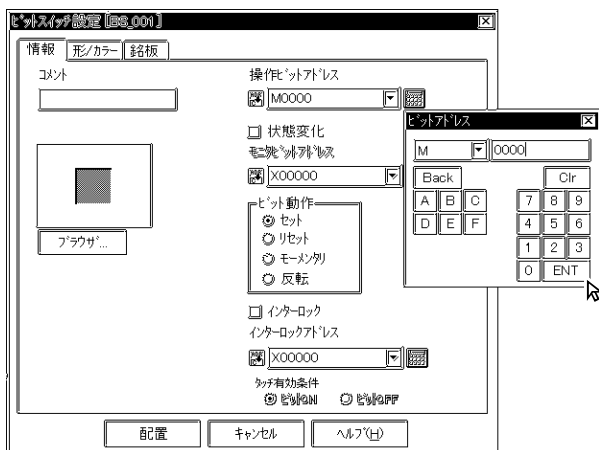 ビットスイッチ設定 [BS_001]
情報 形/カラー 銘板
コメント
操作ビットアドレス
M0000
状態変化
モニタビットアドレス
X00000
ビット動作
セット
リセット
モーメンタリ
反転
ブラウザ...
インターロック
インターロックアドレス
X00000
タッチ有効条件
ビットON ビットOFF
配置 キャンセル ヘルプ(H)
ビットアドレス
M 0000
Back Clr
A B C 7 8 9
D E F 4 5 6
1 2 3
0 ENT